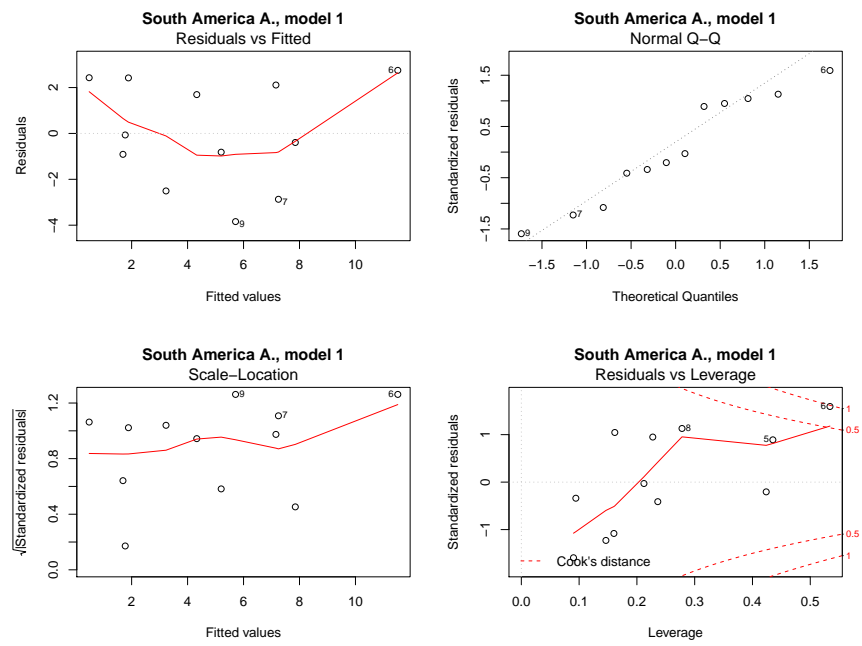 South America A., model 1
Residuals vs Fitted
6
7
9
2
0
−2
−4
Residuals
2 4 6 8 10
Fitted values
South America A., model 1
Normal Q−Q
6
7
9
1.5
0.5
−0.5
−1.5
Standardized residuals
−1.5 −1.0 −0.5 0.0 0.5 1.0 1.5
Theoretical Quantiles
South America A., model 1
Scale−Location
9
6
7
1.2
0.8
0.4
0.0
√|Standardized residuals|
2 4 6 8 10
Fitted values
South America A., model 1
Residuals vs Leverage
6
8
5
1
0.5
0.5
1
1
0
−1
Standardized residuals
Cook's distance
0.0 0.1 0.2 0.3 0.4 0.5
Leverage